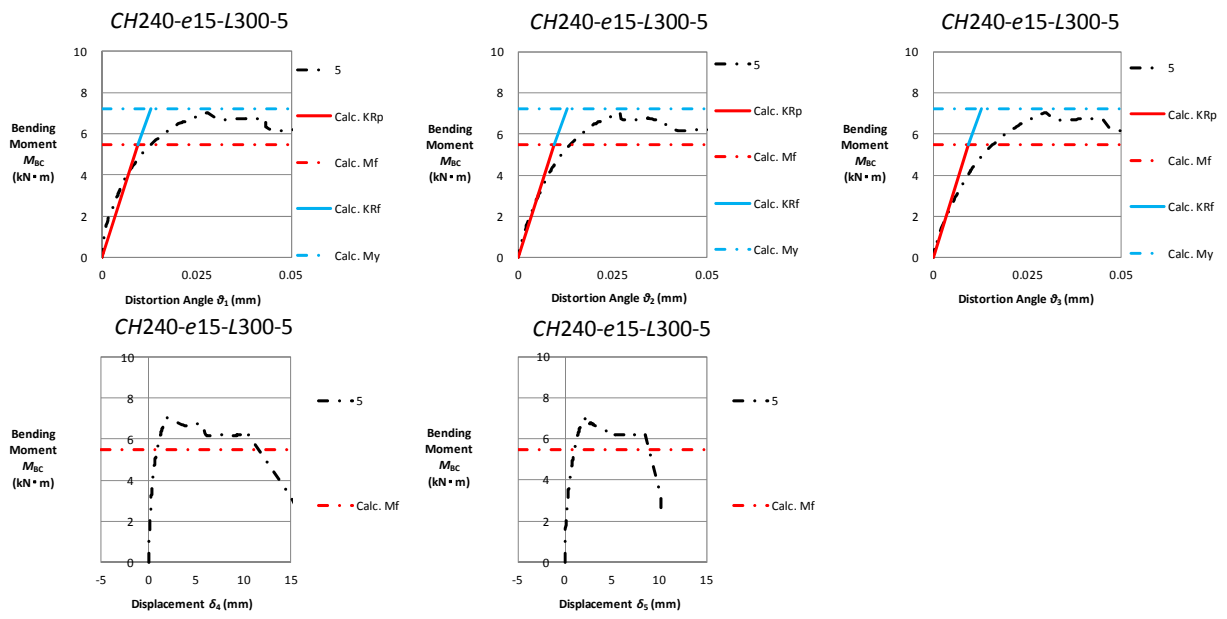 CH240-e15-L300-5
10
8
6
4
2
0
0
0.025
0.05
Bending
Moment
MBC
(kN・m)
Distortion Angle ϑ1 (mm)
5
Calc. KRp
Calc. Mf
Calc. KRf
Calc. My
CH240-e15-L300-5
10
8
6
4
2
0
0
0.025
0.05
Bending
Moment
MBC
(kN・m)
Distortion Angle ϑ2 (mm)
5
Calc. KRp
Calc. Mf
Calc. KRf
Calc. My
CH240-e15-L300-5
10
8
6
4
2
0
0
0.025
0.05
Bending
Moment
MBC
(kN・m)
Distortion Angle ϑ3 (mm)
5
Calc. KRp
Calc. Mf
Calc. KRf
Calc. My
CH240-e15-L300-5
10
8
6
4
2
0
-5
0
5
10
15
Bending
Moment
MBC
(kN・m)
Displacement δ4 (mm)
5
Calc. Mf
CH240-e15-L300-5
10
8
6
4
2
0
-5
0
5
10
15
Bending
Moment
MBC
(kN・m)
Displacement δ5 (mm)
5
Calc. Mf